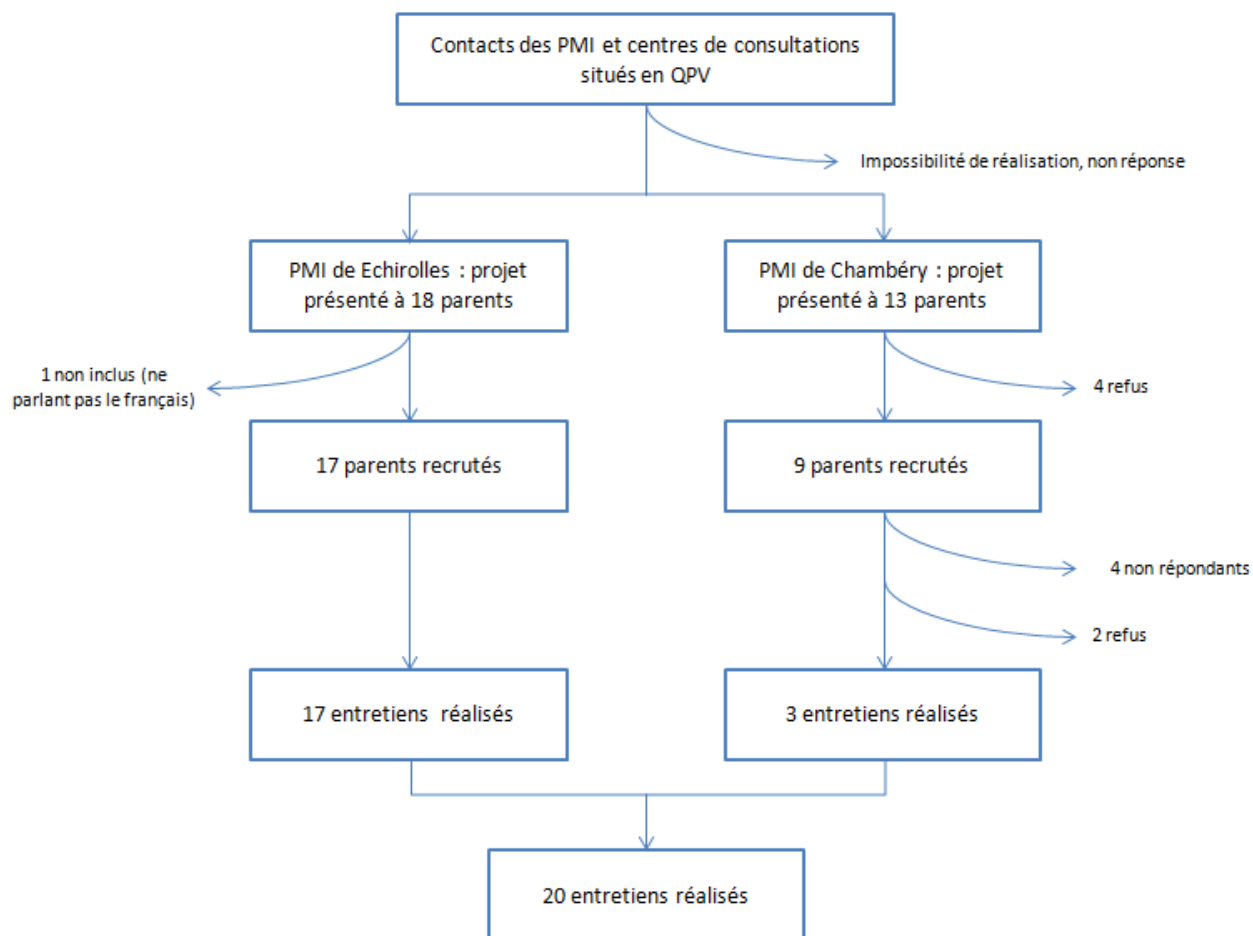 Contacts des PMI et centres de consultations
situés en QPV
Impossibilité de réalisation, non réponse
PMI de Echirolles : projet
présenté à 18 parents
PMI de Chambéry : projet
présenté à 13 parents
1 non inclus (ne
parlant pas le français)
4 refus
17 parents recrutés
9 parents recrutés
4 non répondants
2 refus
17 entretiens réalisés
3 entretiens réalisés
20 entretiens réalisés